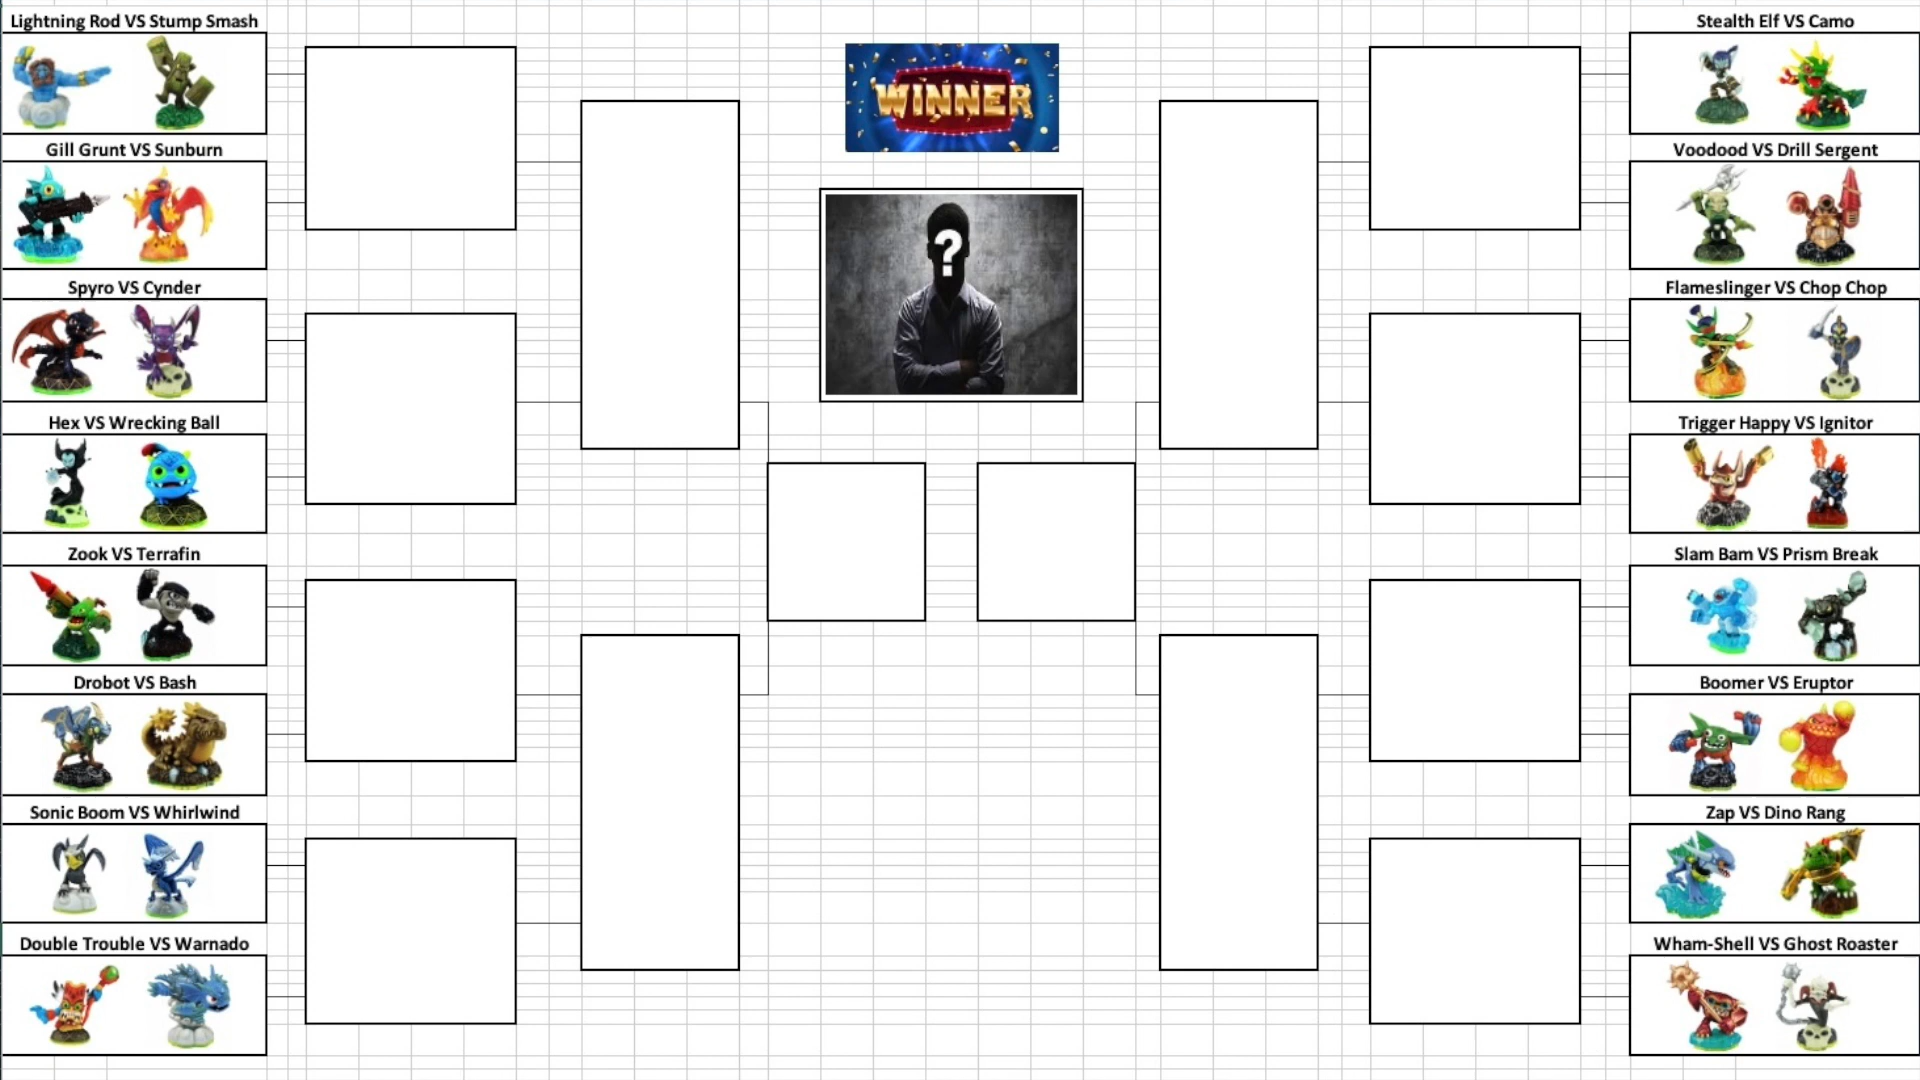 Lightning Rod VS Stump Smash
Gill Grunt VS Sunburn
Spyro VS Cynder
Hex VS Wrecking Ball
Zook VS Terrafin
Drobot VS Bash
Sonic Boom VS Whirlwind
Double Trouble VS Warnado
WINNER
?
Stealth Elf VS Camo
Voodood VS Drill Sergent
Flameslinger VS Chop Chop
Trigger Happy VS Ignitor
Slam Bam VS Prism Break
Boomer VS Eruptor
Zap VS Dino Rang
Wham-Shell VS Ghost Roaster